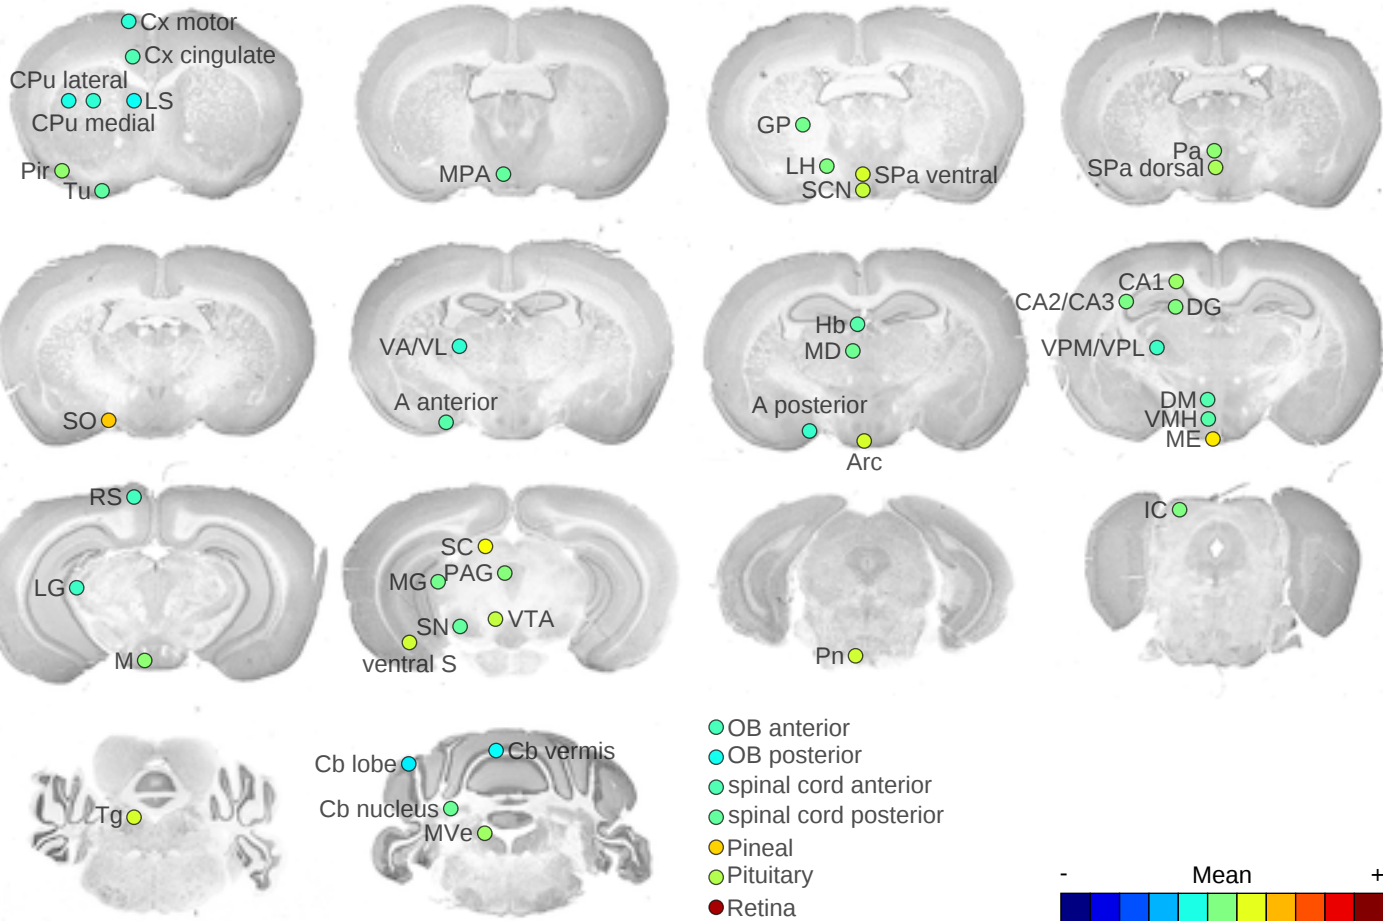 Cx motor
Cx cingulate
CPu lateral
LS
CPu medial
Pir
Tu
MPA
GP
LH
SPa ventral
SCN
Pa
SPa dorsal
SO
VA/VL
A anterior
Hb
MD
A posterior
Arc
CA1
CA2/CA3
DG
VPM/VPL
DM
VMH
ME
RS
LG
M
SC
MG
PAG
SN
VTA
ventral S
Pn
IC
Tg
Cb lobe
Cb vermis
Cb nucleus
MVe
OB anterior
OB posterior
spinal cord anterior
spinal cord posterior
Pineal
Pituitary
Retina
- Mean +